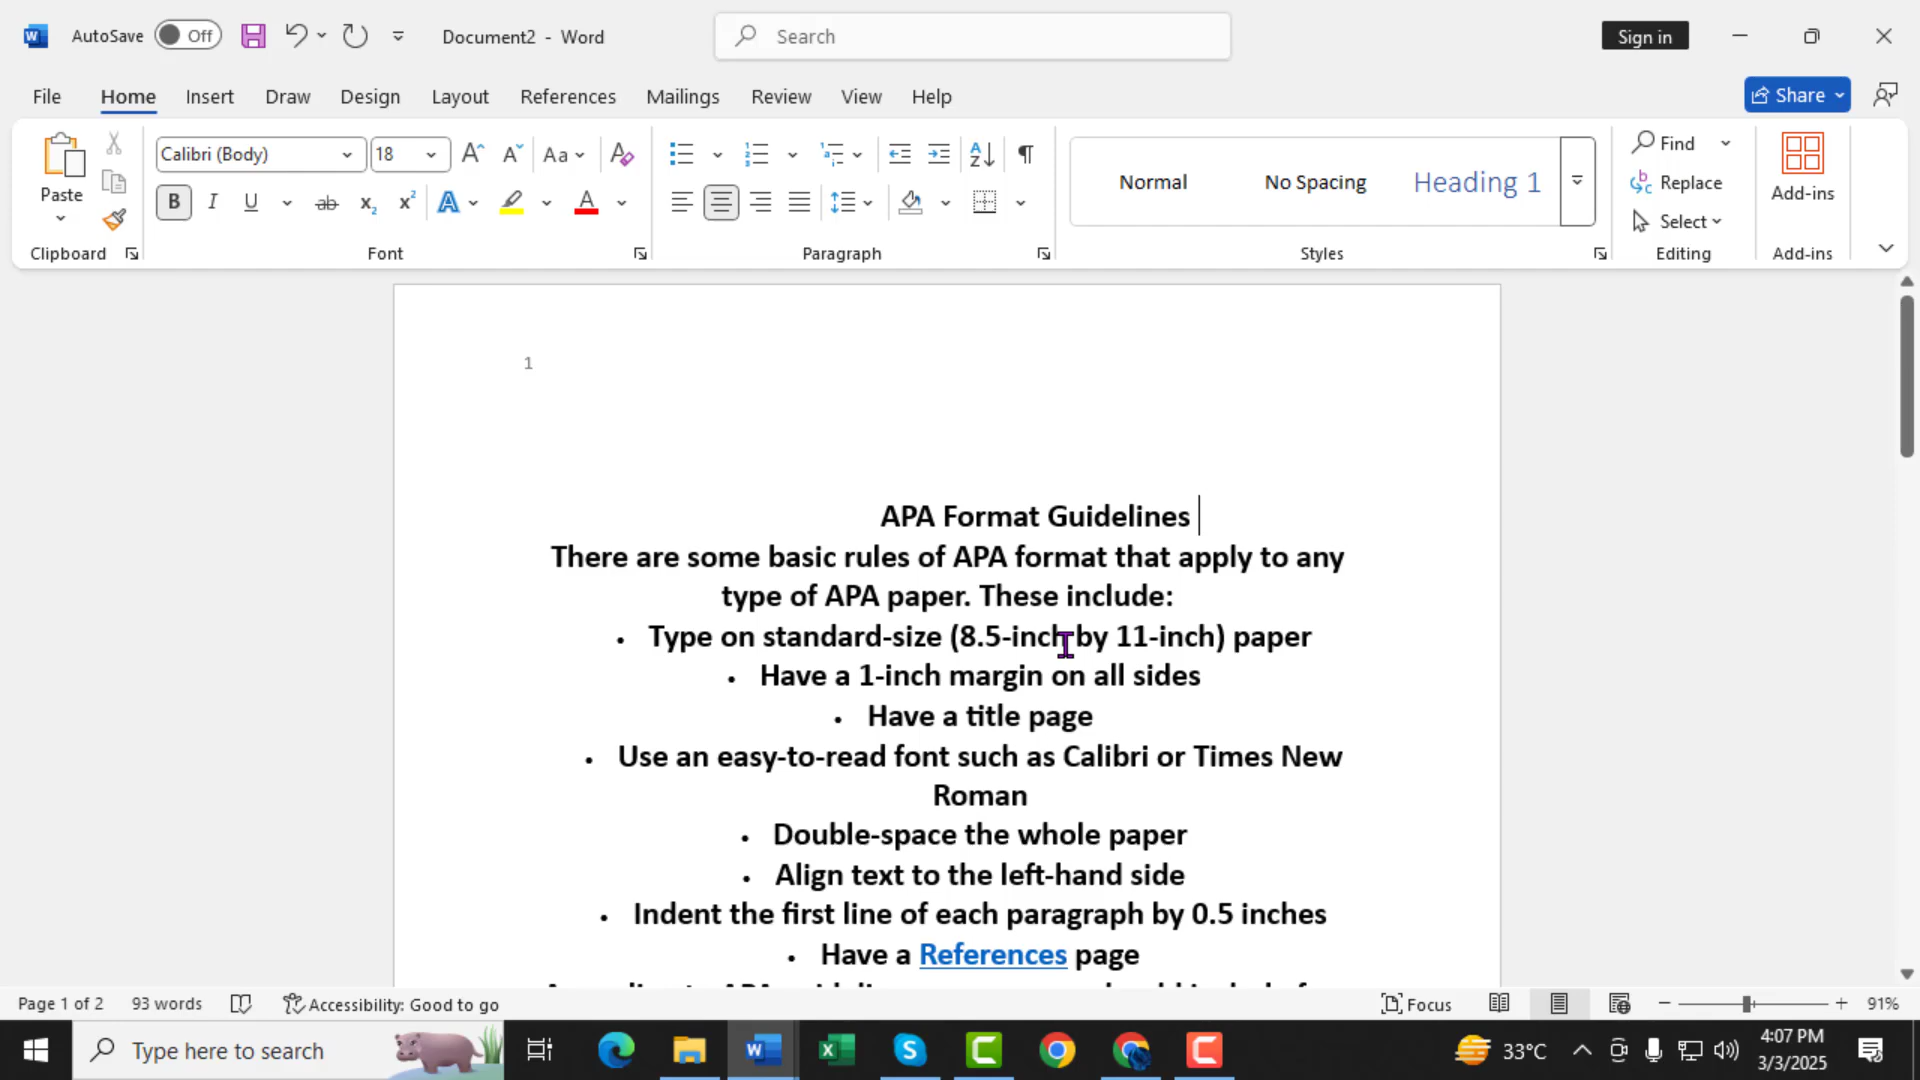 AutoSave Off Document2 - Word Search Sign in
File Home Insert Draw Design Layout References Mailings Review View Help Share
Paste Calibri (Body) 18 Aa Normal No Spacing Heading 1 Find Replace Select Add-ins
Clipboard Font Paragraph Styles Editing Add-ins
1
APA Format Guidelines
There are some basic rules of APA format that apply to any
type of APA paper. These include:
• Type on standard-size (8.5-inch by 11-inch) paper
• Have a 1-inch margin on all sides
• Have a title page
• Use an easy-to-read font such as Calibri or Times New
Roman
• Double-space the whole paper
• Align text to the left-hand side
• Indent the first line of each paragraph by 0.5 inches
• Have a References page
Page 1 of 2 93 words Accessibility: Good to go Focus 91%
Type here to search 33°C 4:07 PM
3/3/2025